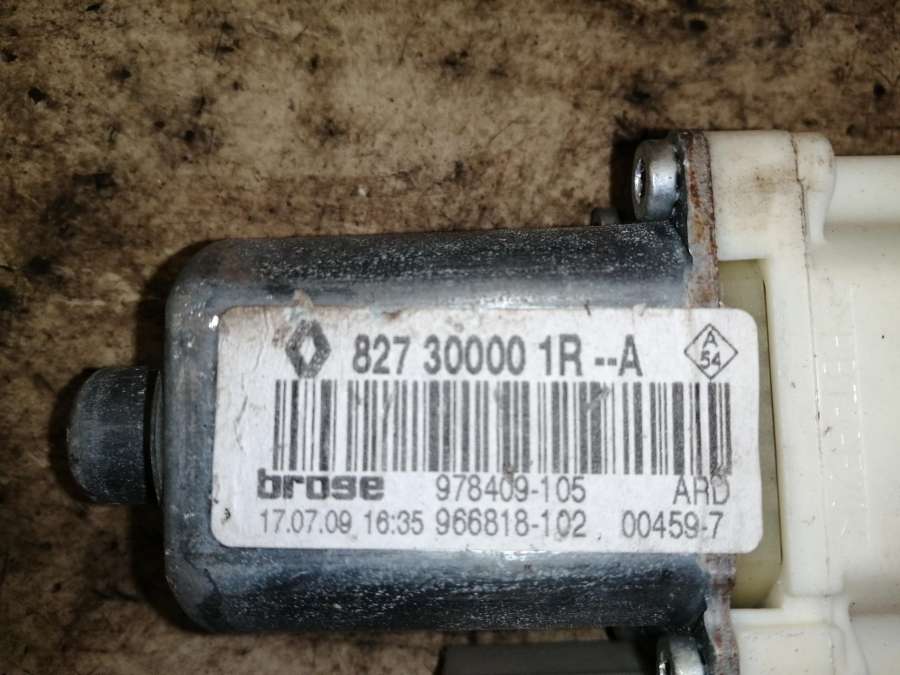 827 30000 1R --A
A
54
brose 978409-105 ARD
17.07.09 16:35 966818-102 00459-7